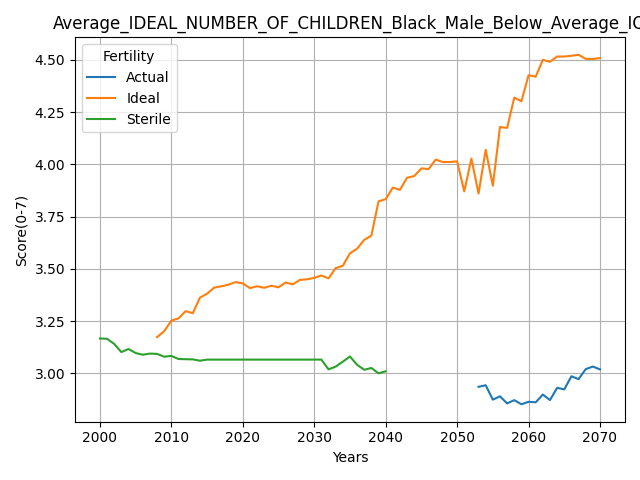 Average_IDEAL_NUMBER_OF_CHILDREN_Black_Male_Below_Average_IQ
Fertility
Actual
Ideal
Sterile
Score(0-7)
4.50
4.25
4.00
3.75
3.50
3.25
3.00
2000 2010 2020 2030 2040 2050 2060 2070
Years